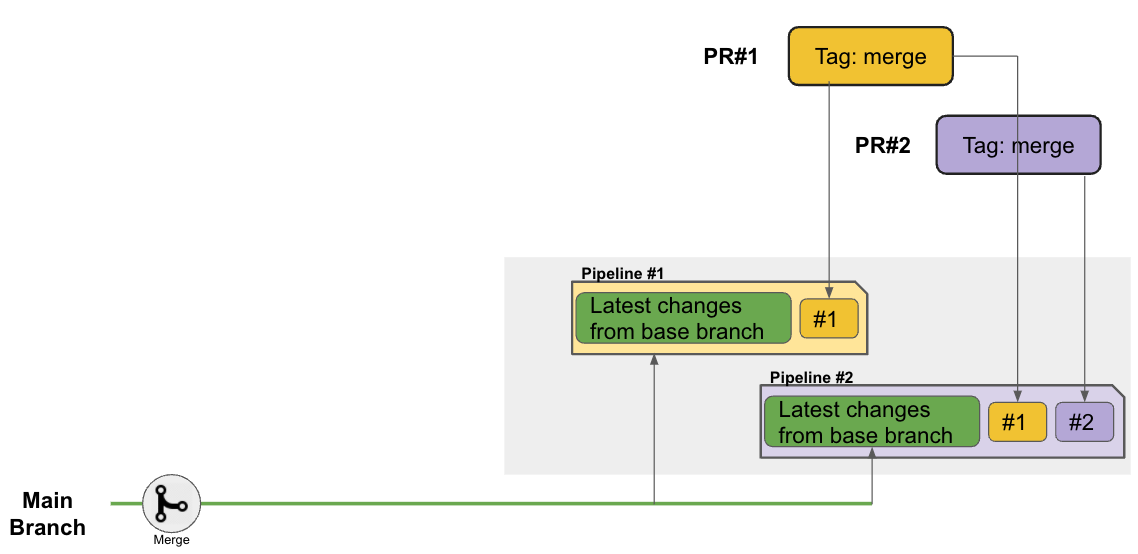 PR#1
Tag: merge
PR#2
Tag: merge
Pipeline #1
Latest changes
from base branch
#1
Pipeline #2
Latest changes
from base branch
#1
#2
Main
Branch
Merge